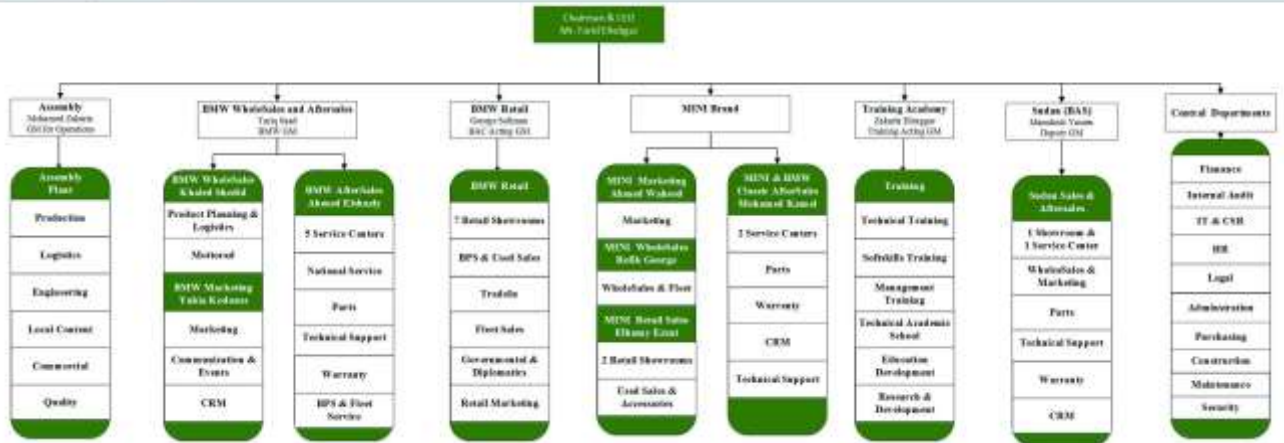 Chairman & CEO
Assembly
GM for Operations
BMW WholeSales and Aftersales
BMW GM
BMW Retail
BAC Acting GM
MINI Brand
Training Academy
Training Acting GM
Sudan (BAS)
Deputy GM
Central Departments
Assembly
Plant
Production
Logistics
Engineering
Local Content
Commercial
Quality
BMW WholeSales
Khaled
Product Planning &
Logistics
Motorrad
BMW Marketing
Marketing
Communication &
Events
CRM
BMW AfterSales
Ahmed
5 Service Centers
National Service
Parts
Technical Support
Warranty
BPS & Fleet
Service
BMW Retail
7 Retail Showrooms
BPS & Used Sales
TradeIn
Fleet Sales
Governmental &
Diplomatics
Retail Marketing
MINI Marketing
Ahmed Waheed
Marketing
MINI WholeSales
Rafik George
WholeSales & Fleet
MINI Retail Sales
Ezzat
2 Retail Showrooms
Used Sales &
Accessories
MINI & BMW
Classic AfterSales
Mohamed Kamel
2 Service Centers
Parts
Warranty
CRM
Technical Support
Training
Technical Training
Softskills Training
Management
Training
Technical Academic
School
Education
Development
Research &
Development
Sudan Sales &
Aftersales
1 Showroom &
1 Service Center
WholeSales &
Marketing
Parts
Technical Support
Warranty
CRM
Finance
Internal Audit
IT & CSR
HR
Legal
Administration
Purchasing
Construction
Maintenance
Security